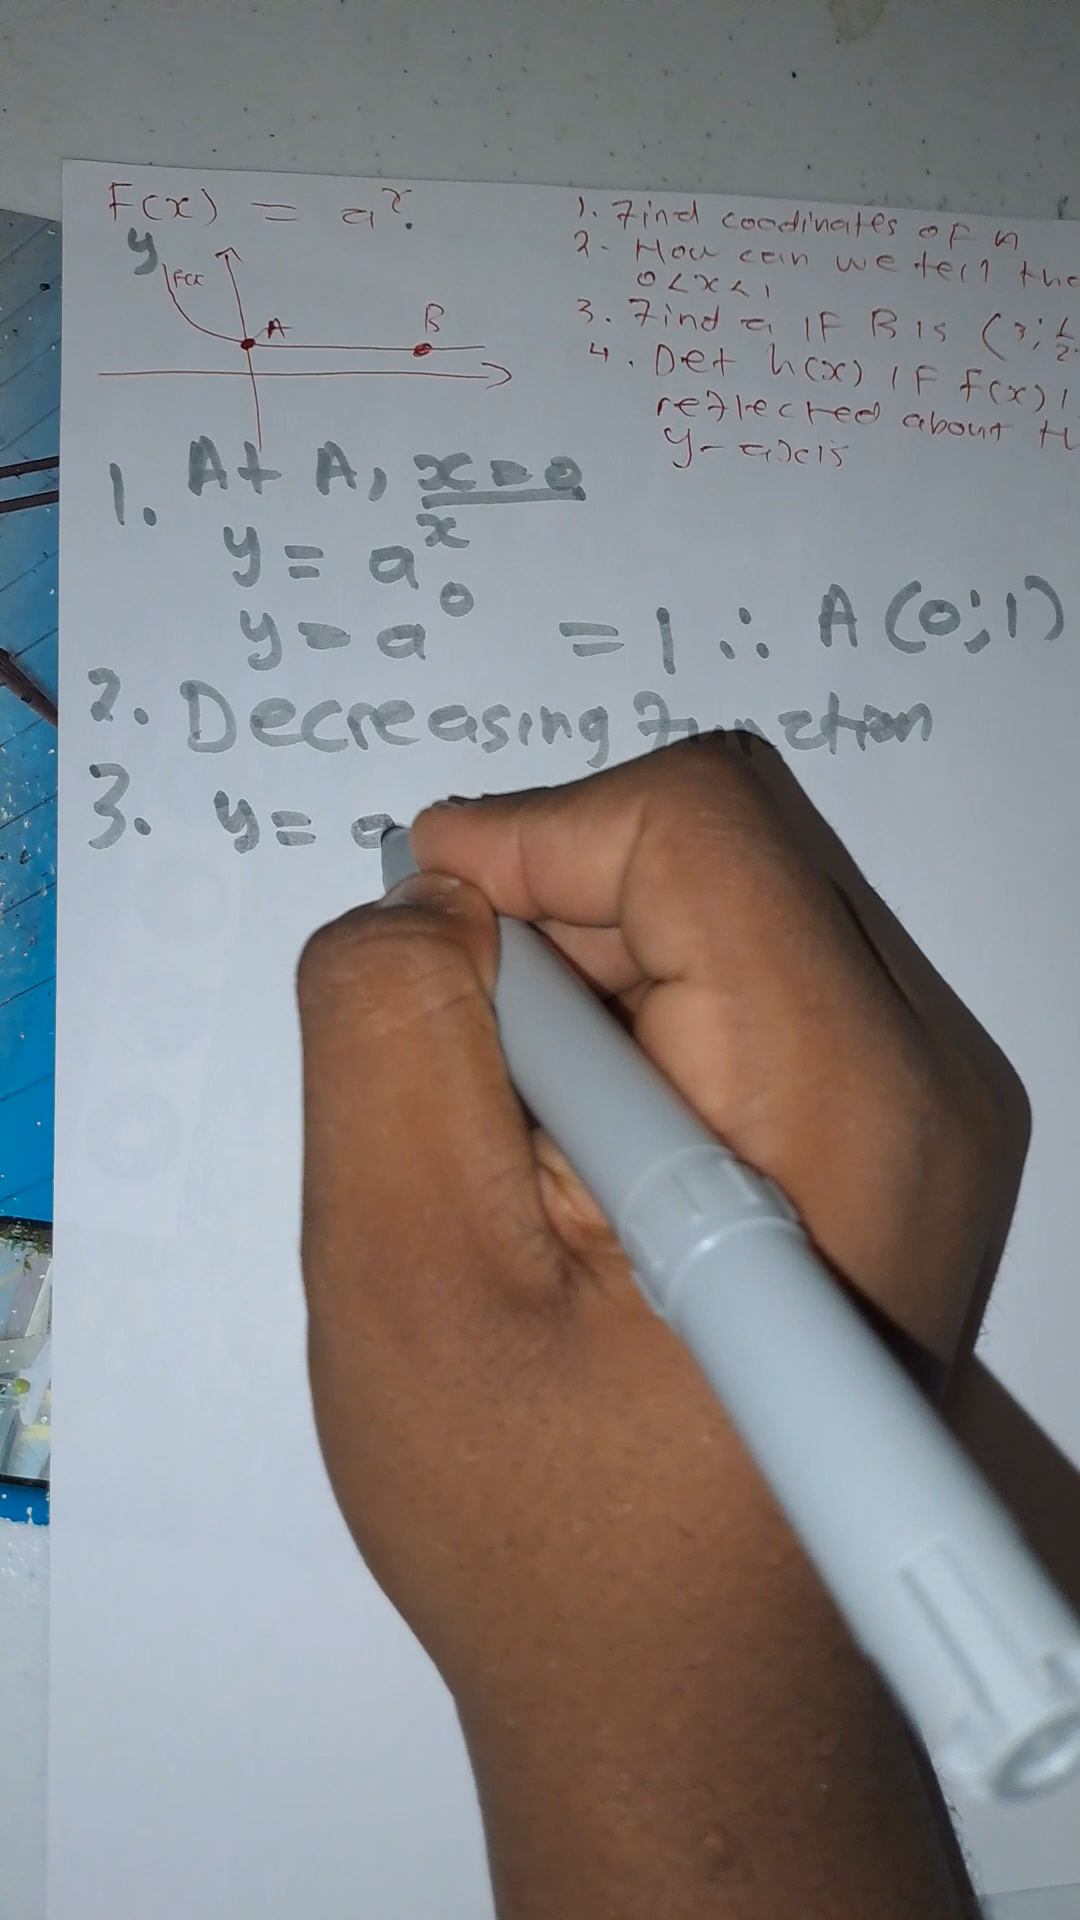 F(x) = a^x.
y
F(x
A
B
1. Find coodinates of A
2. How can we tell the
0<x<1
3. Find a IF B is (3;
4. Det h(x) IF F(x) I
reflected about th
y-axis
1. At A, x=0
y = a^x
y = a^0 = 1 ∴ A(0;1)
2. Decreasing function
3. y = a